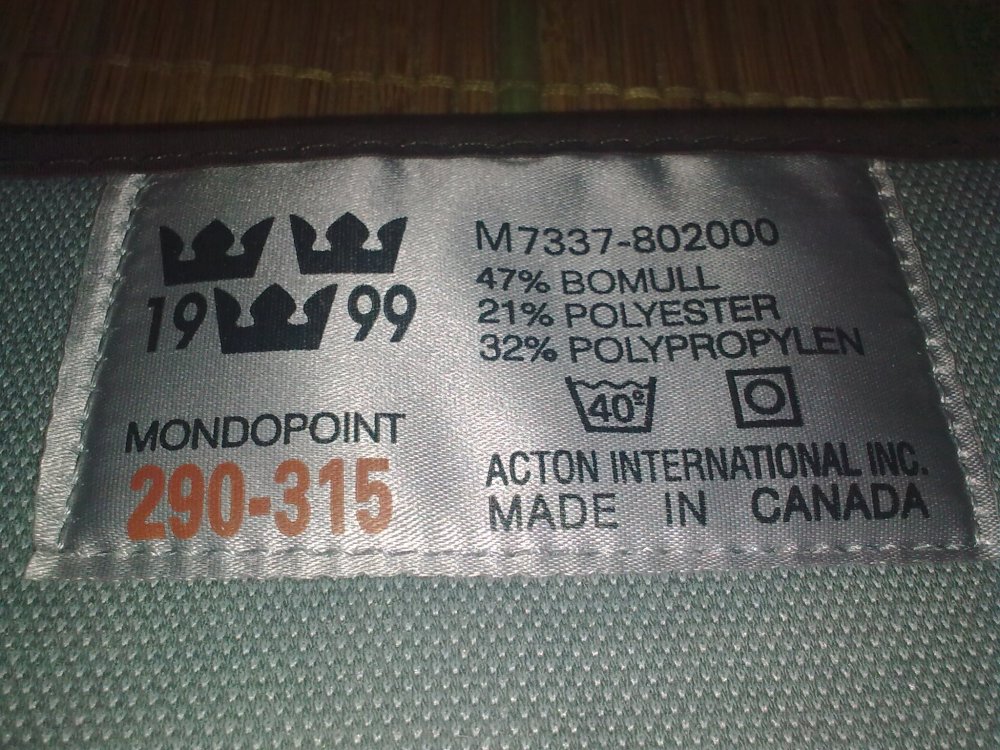 19 99
MONDOPOINT
290-315
M7337-802000
47% BOMULL
21% POLYESTER
32% POLYPROPYLEN
40º
ACTON INTERNATIONAL INC.
MADE IN CANADA